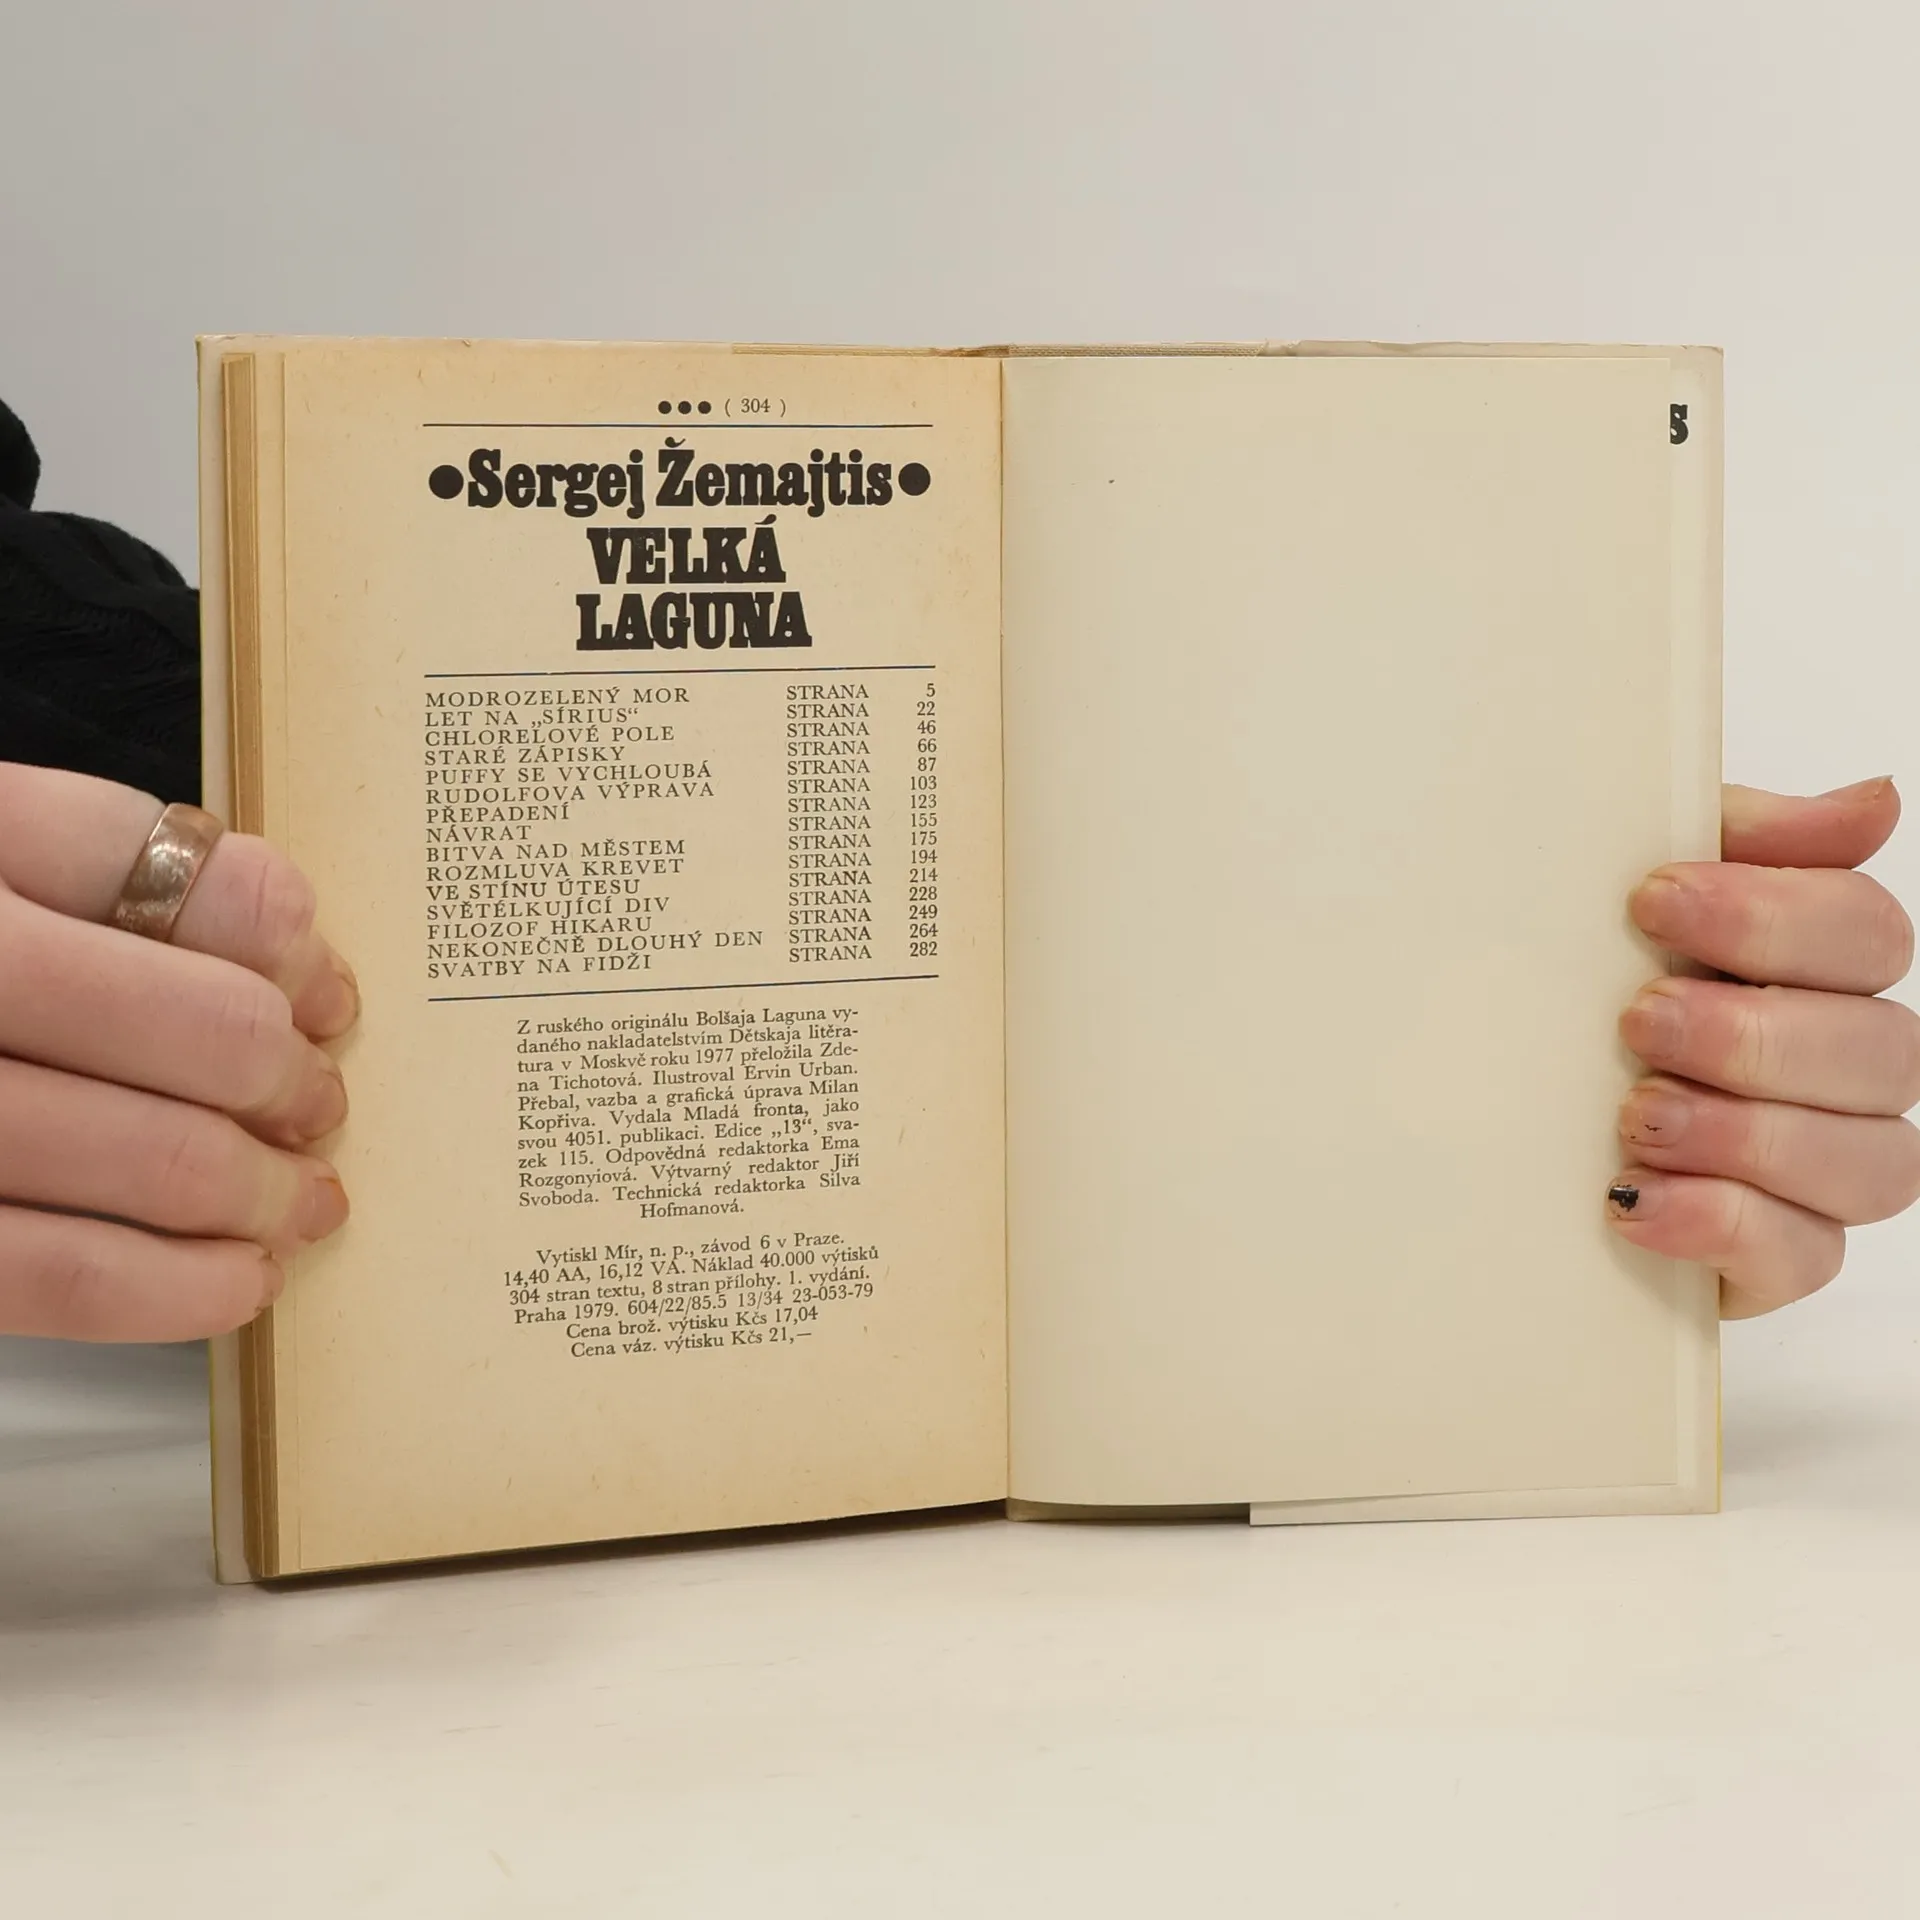 ●●● ( 304 )
●Sergej Žemajtis●
VELKÁ
LAGUNA
MODROZELENÝ MOR STRANA 5
LET NA „SÍRIUS“ STRANA 22
CHLORELOVÉ POLE STRANA 46
STARÉ ZÁPISKY STRANA 66
PUFFY SE VYCHLOUBÁ STRANA 87
RUDOLFOVA VÝPRAVA STRANA 103
PŘEPADENÍ STRANA 123
NÁVRAT STRANA 155
BITVA NAD MĚSTEM STRANA 175
ROZMLUVA KREVET STRANA 194
VE STÍNU ÚTESU STRANA 214
SVĚTÉLKUJÍCÍ DIV STRANA 228
FILOZOF HIKARU STRANA 249
NEKONEČNĚ DLOUHÝ DEN STRANA 264
SVATBY NA FIDŽI STRANA 282
Z ruského originálu Bolšaja Laguna vy-
daného nakladatelstvím Dětskaja litěra-
tura v Moskvě roku 1977 přeložila Zde-
na Tichotová. Ilustroval Ervin Urban.
Přebal, vazba a grafická úprava Milan
Kopřiva. Vydala Mladá fronta, jako
svou 4051. publikaci. Edice „13“, sva-
zek 115. Odpovědná redaktorka Ema
Rozgonyiová. Výtvarný redaktor Jiří
Svoboda. Technická redaktorka Silva
Hofmanová.
Vytiskl Mír, n. p., závod 6 v Praze.
14,40 AA, 16,12 VA. Náklad 40.000 výtisků
304 stran textu, 8 stran přílohy. 1. vydání.
Praha 1979. 604/22/85.5 13/34 23-053-79
Cena brož. výtisku Kčs 17,04
Cena váz. výtisku Kčs 21,—
s